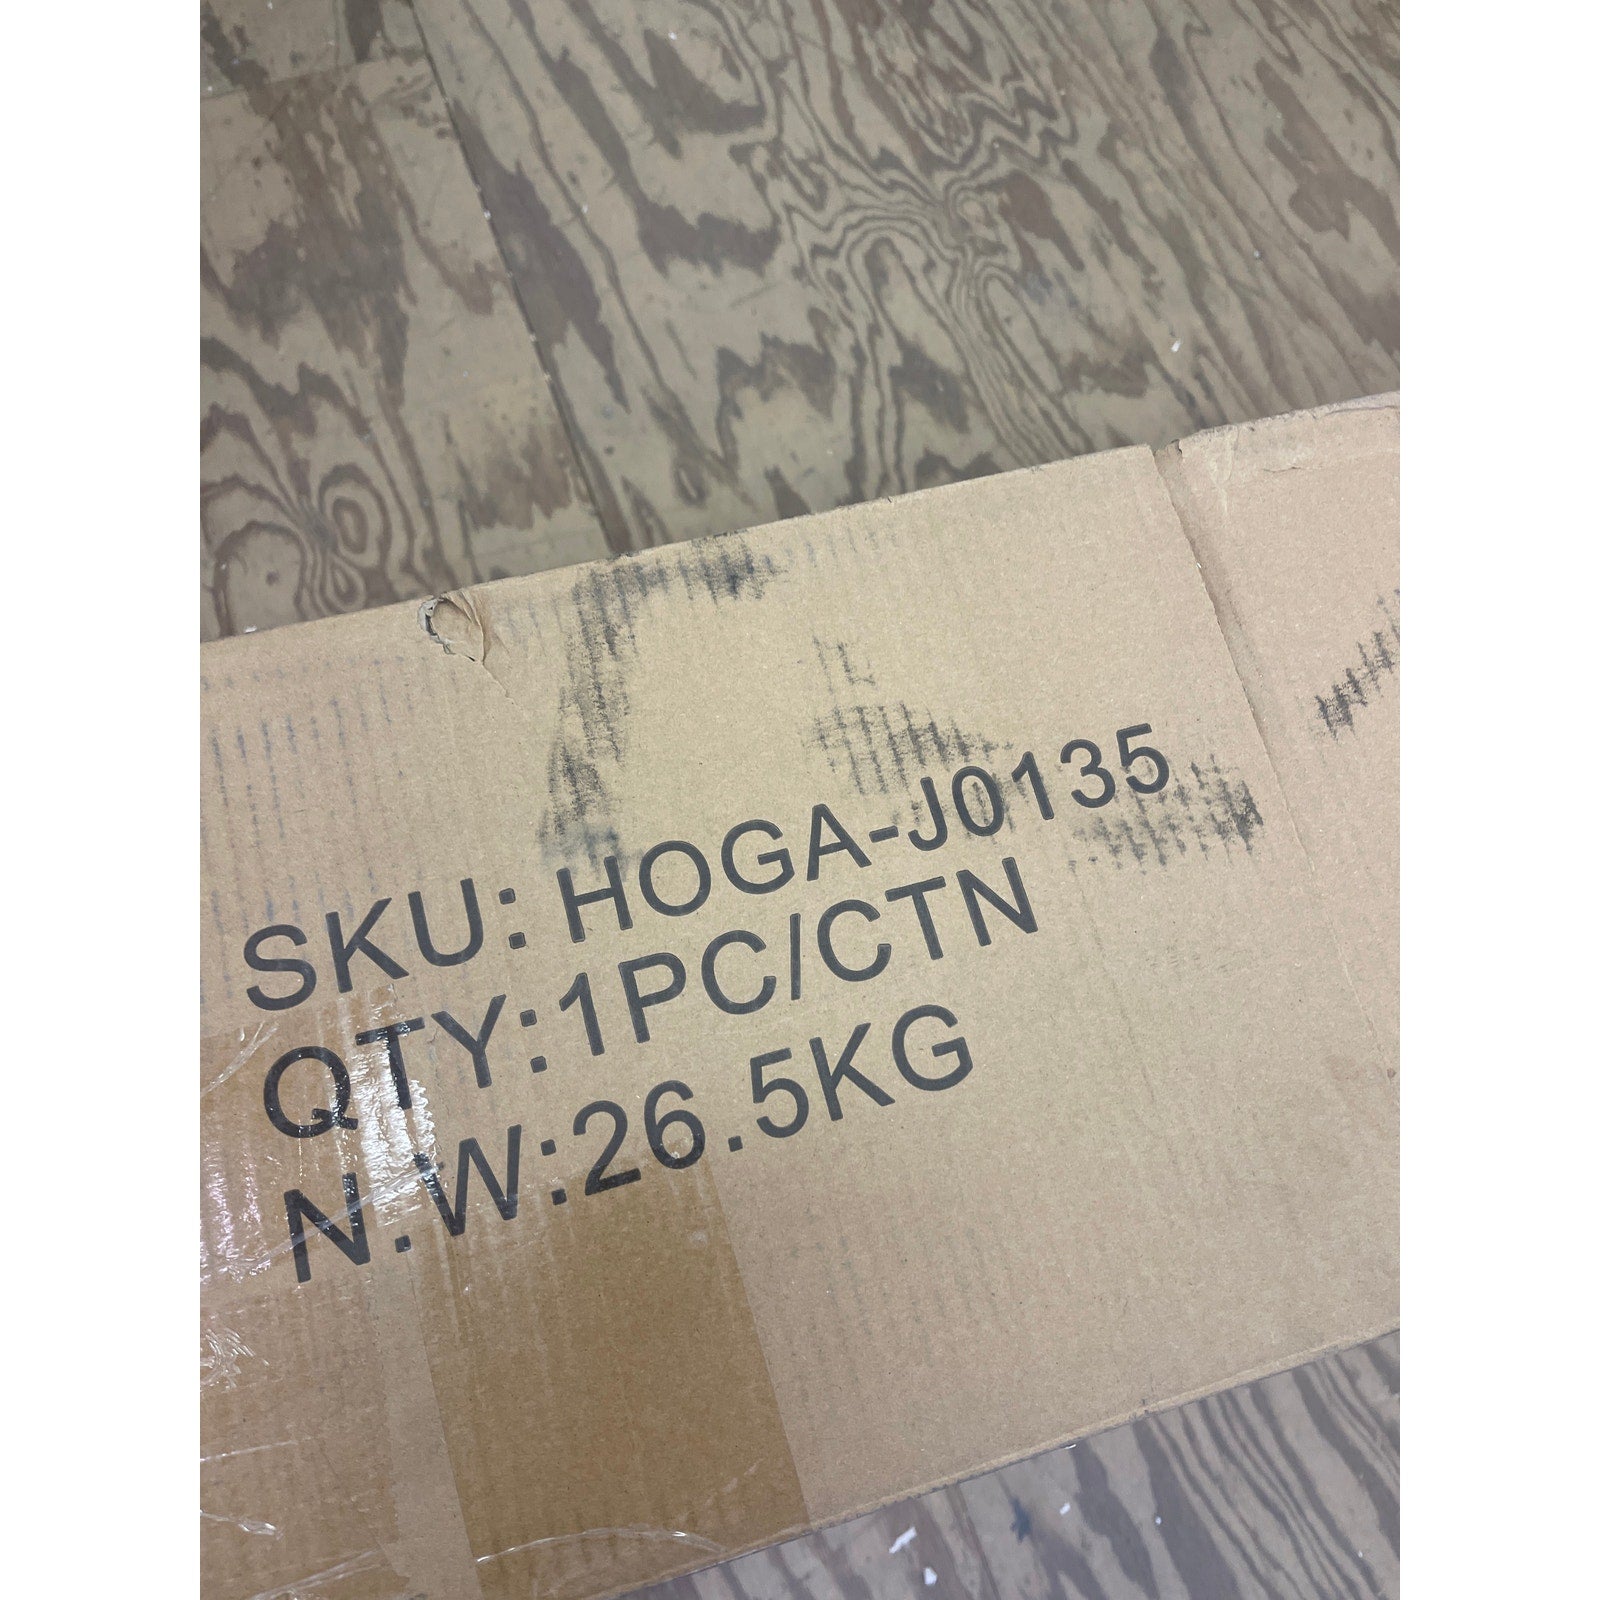 SKU: HOGA-J0135
QTY:1PC/CTN
N.W:26.5KG